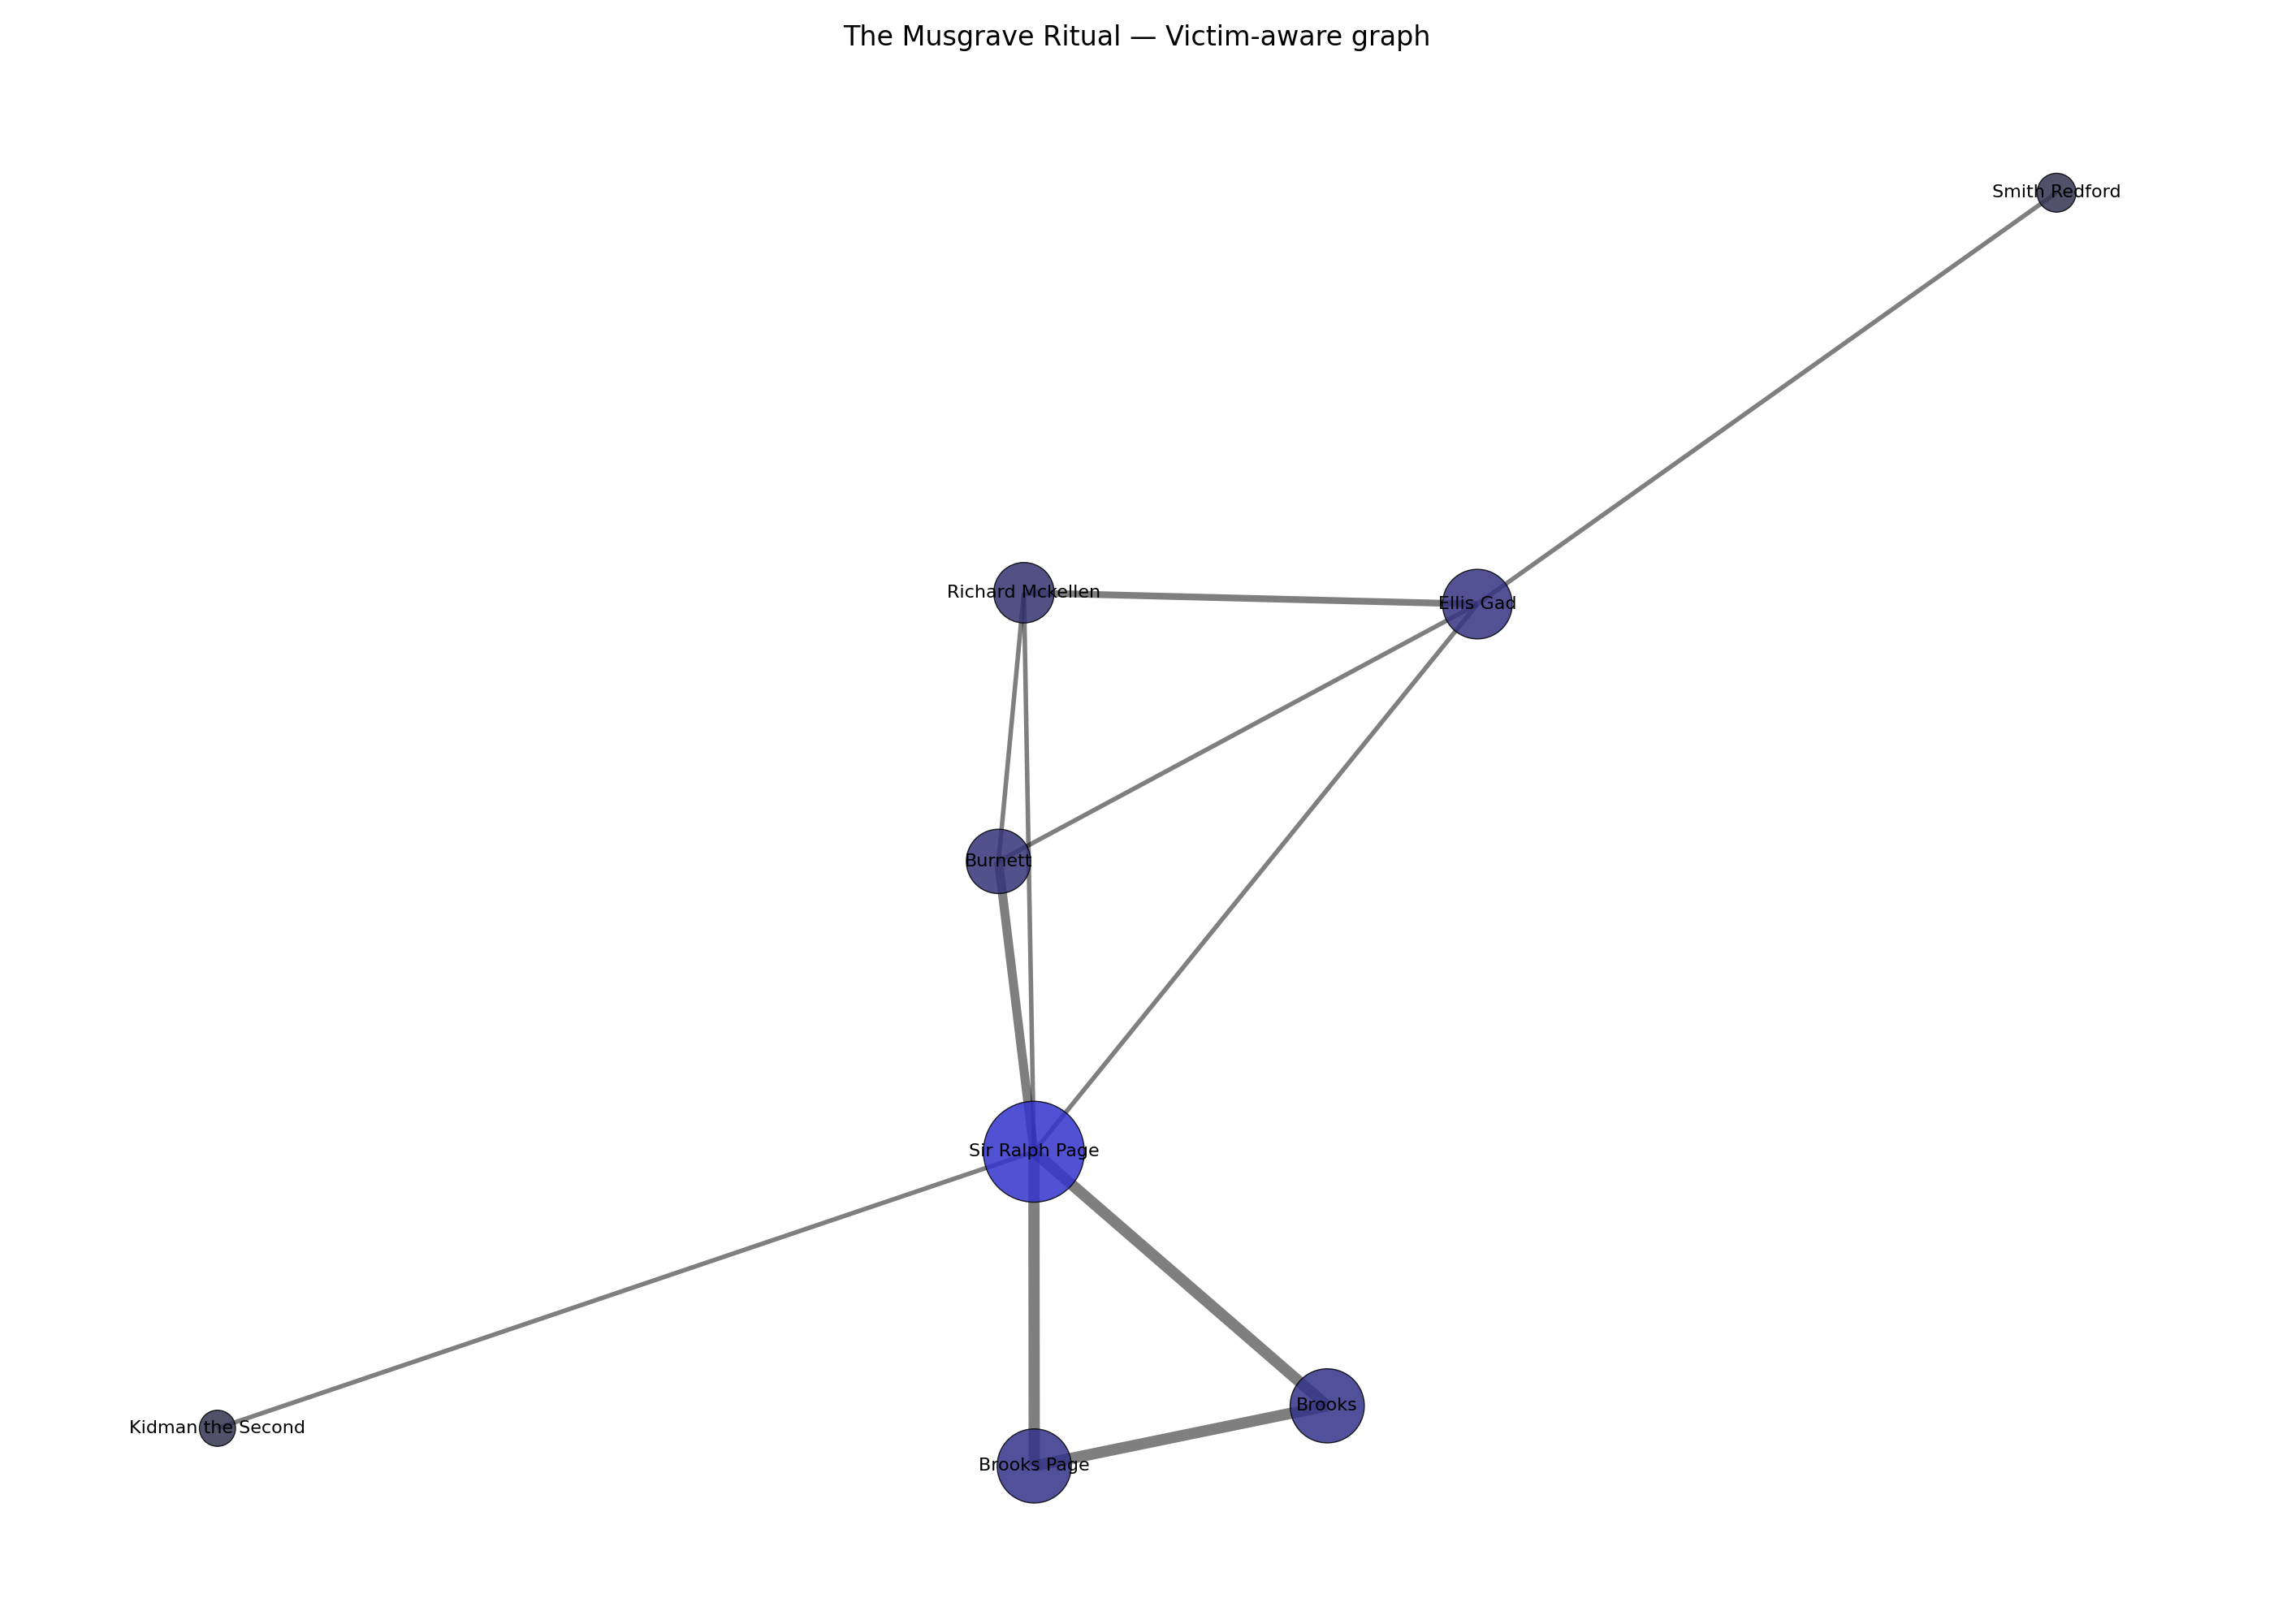 The Musgrave Ritual — Victim-aware graph
Smith Redford
Richard Mckellen
Ellis Gad
Burnett
Sir Ralph Page
Brooks
Kidman the Second
Brooks Page